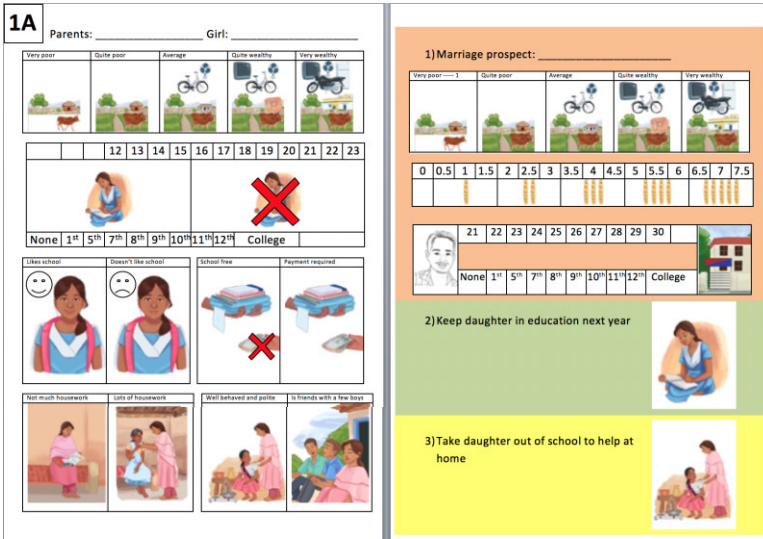 1A
Parents: ____________________ Girl: ________________________
Very poor Quite poor Average Quite wealthy Very wealthy
12 13 14 15 16 17 18 19 20 21 22 23
None 1st 5th 7th 8th 9th 10th 11th 12th College
Likes school Doesn't like school School free Payment required
Not much housework Lots of housework Well behaved and polite Is friends with a few boys
1) Marriage prospect: ______________________
Very poor ----- 1 Quite poor Average Quite wealthy Very wealthy
0 0.5 1 1.5 2 2.5 3 3.5 4 4.5 5 5.5 6 6.5 7 7.5
21 22 23 24 25 26 27 28 29 30
None 1st 5th 7th 8th 9th 10th 11th 12th College
2) Keep daughter in education next year
3) Take daughter out of school to help at
home